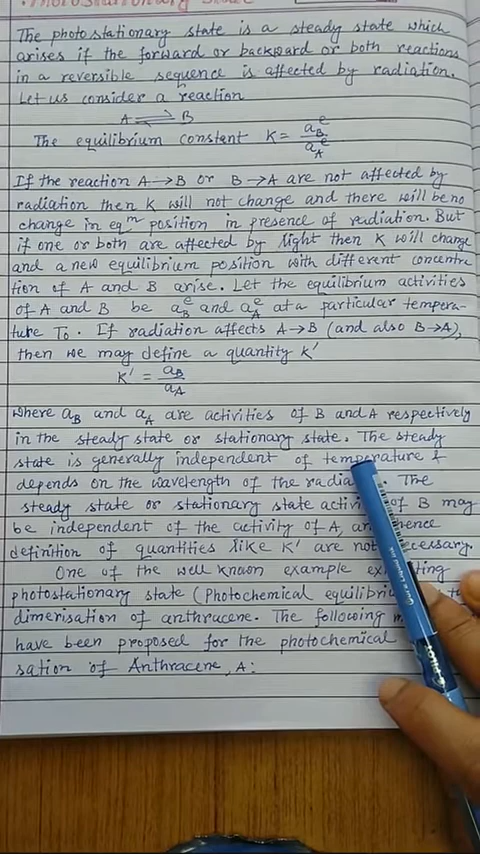 Photostationary State
The photostationary state is a steady state which
arises if the forward or backward or both reactions
in a reversible sequence is affected by radiation.
Let us consider a reaction
A ⇌ B
The equilibrium constant K = a_B^e / a_A^e
If the reaction A → B or B → A are not affected by
radiation then K will not change and there will be no
change in eq^m position in presence of radiation. But
if one or both are affected by light then K will change
and a new equilibrium position with different concentra
tion of A and B arise. Let the equilibrium activities
of A and B be a_B^e and a_A^e at a particular tempera-
ture T_0. If radiation affects A → B (and also B → A),
then we may define a quantity K'
K' = a_B / a_A
where a_B and a_A are activities of B and A respectively
in the steady state or stationary state. The steady
state is generally independent of temperature &
depends on the wavelength of the The
steady state or stationary state of B may
be independent of the activity of A,
definition of quantities like K' are not
One of the well known example
photostationary state (Photochemical
dimerisation of anthracene. The following
have been proposed for the photochemical
sation of Anthracene, A: